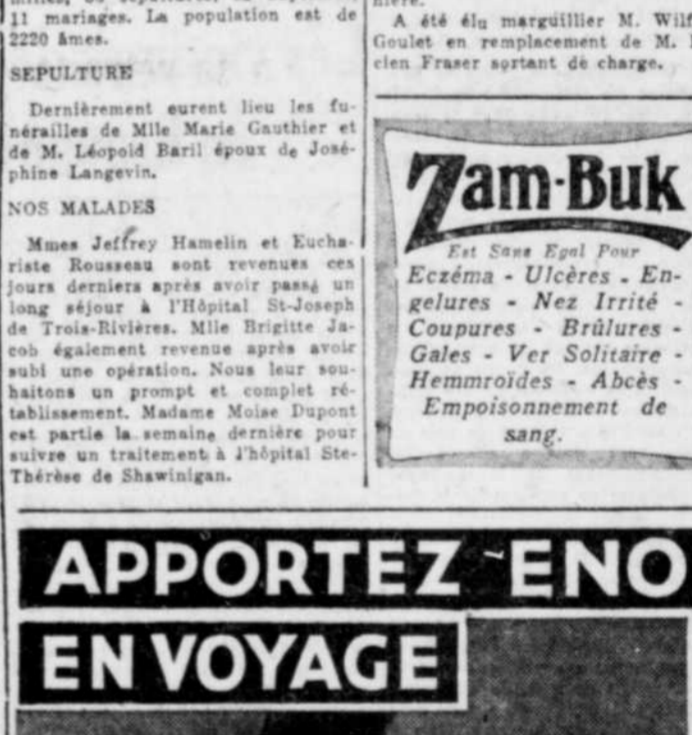 11 mariages. La population est de
2220 âmes.
SEPULTURE
Dernièrement eurent lieu les fu-
nérailles de Mlle Marie Gauthier et
de M. Léopold Baril époux de José-
phine Langevin.
NOS MALADES
Mmes Jeffrey Hamelin et Eucha-
riste Rousseau sont revenues ces
jours derniers après avoir passé un
long séjour à l'Hôpital St-Joseph
de Trois-Rivières. Mlle Brigitte Ja-
cob également revenue après avoir
subi une opération. Nous leur sou-
haitons un prompt et complet ré-
tablissement. Madame Moise Dupont
est partie la semaine dernière pour
suivre un traitement à l'hôpital Ste-
Thérèse de Shawinigan.
A été élu marguillier M. Wilf
Goulet en remplacement de M.
cien Fraser sortant de charge.
Zam-Buk
Est Sans Egal Pour
Eczéma - Ulcères - En-
gelures - Nez Irrité -
Coupures - Brûlures -
Gales - Ver Solitaire -
Hemmroïdes - Abcès -
Empoisonnement de
sang.
APPORTEZ ENO
EN VOYAGE